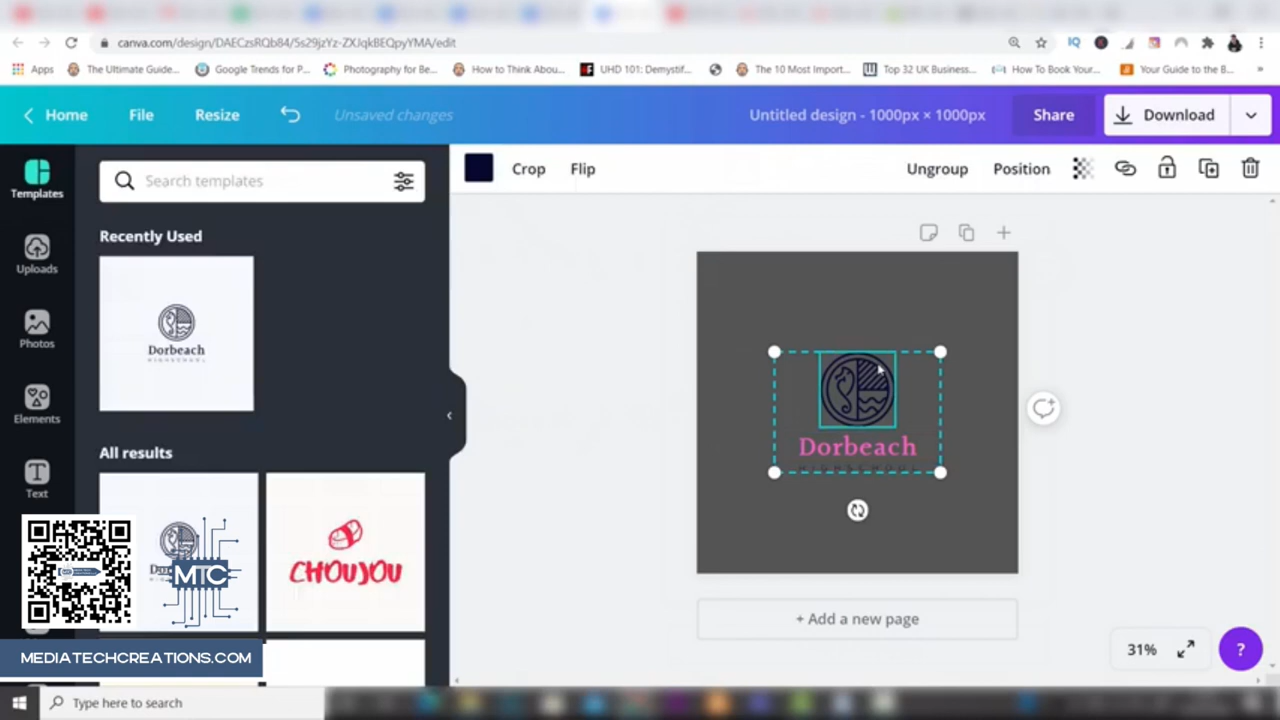 canva.com/design/DAECzsRQb84/5s29jzYz-ZXJqkBEQpyYMA/edit
Apps
The Ultimate Guide...
Google Trends for P...
Photography for Be...
How to Think Abou...
UHD 101: Demystif...
The 10 Most Import...
Top 32 UK Business...
How To Book Your...
Your Guide to the B...
Home
File
Resize
Unsaved changes
Untitled design - 1000px × 1000px
Share
Download
Templates
Search templates
Crop
Flip
Ungroup
Position
Uploads
Recently Used
Dorbeach
HIGHSCHOOL
Photos
Elements
All results
Text
CHOUJOU
MTC
MEDIATECHCREATIONS.COM
Dorbeach
+ Add a new page
31%
?
Type here to search